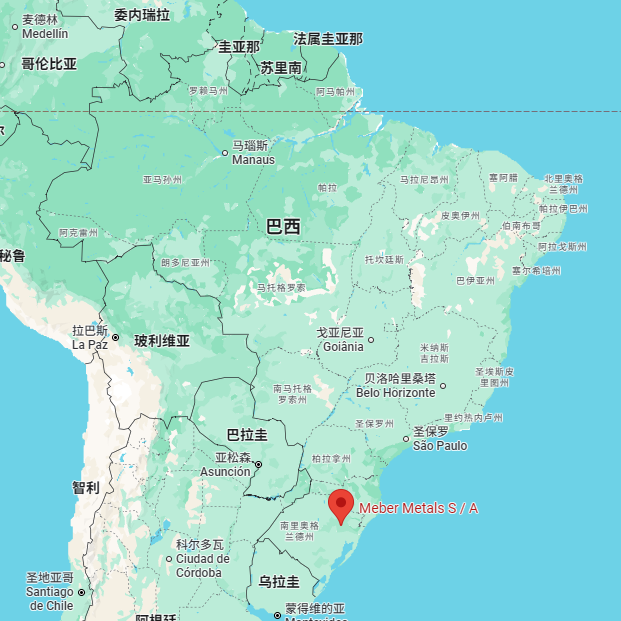 麦德林
Medellín
委内瑞拉
圭亚那
法属圭亚那
哥伦比亚
苏里南
罗赖马州
阿马帕州
尔
马瑙斯
Manaus
亚马孙州
帕拉
马拉尼昂州
塞阿腊
北里奥格
兰德州
帕拉伊巴州
皮奥伊州
伯南布哥
巴西
阿克雷州
阿拉戈斯州
秘鲁
朗多尼亚州
托坎廷斯
塞尔希培州
巴伊亚州
马托格罗索
拉巴斯
La Paz
玻利维亚
戈亚尼亚
Goiânia
米纳斯
吉拉斯
贝洛哈里桑塔
Belo Horizonte
圣埃斯皮
里图州
南马托格
罗索州
里约热内卢州
圣保罗州
圣保罗
São Paulo
巴拉圭
亚松森
Asunción
柏拉拿州
智利
Meber Metals S / A
南里奥格
兰德州
科尔多瓦
Ciudad de
Córdoba
圣地亚哥
Santiago
de Chile
乌拉圭
蒙得维的亚
Montevideo
阿根廷